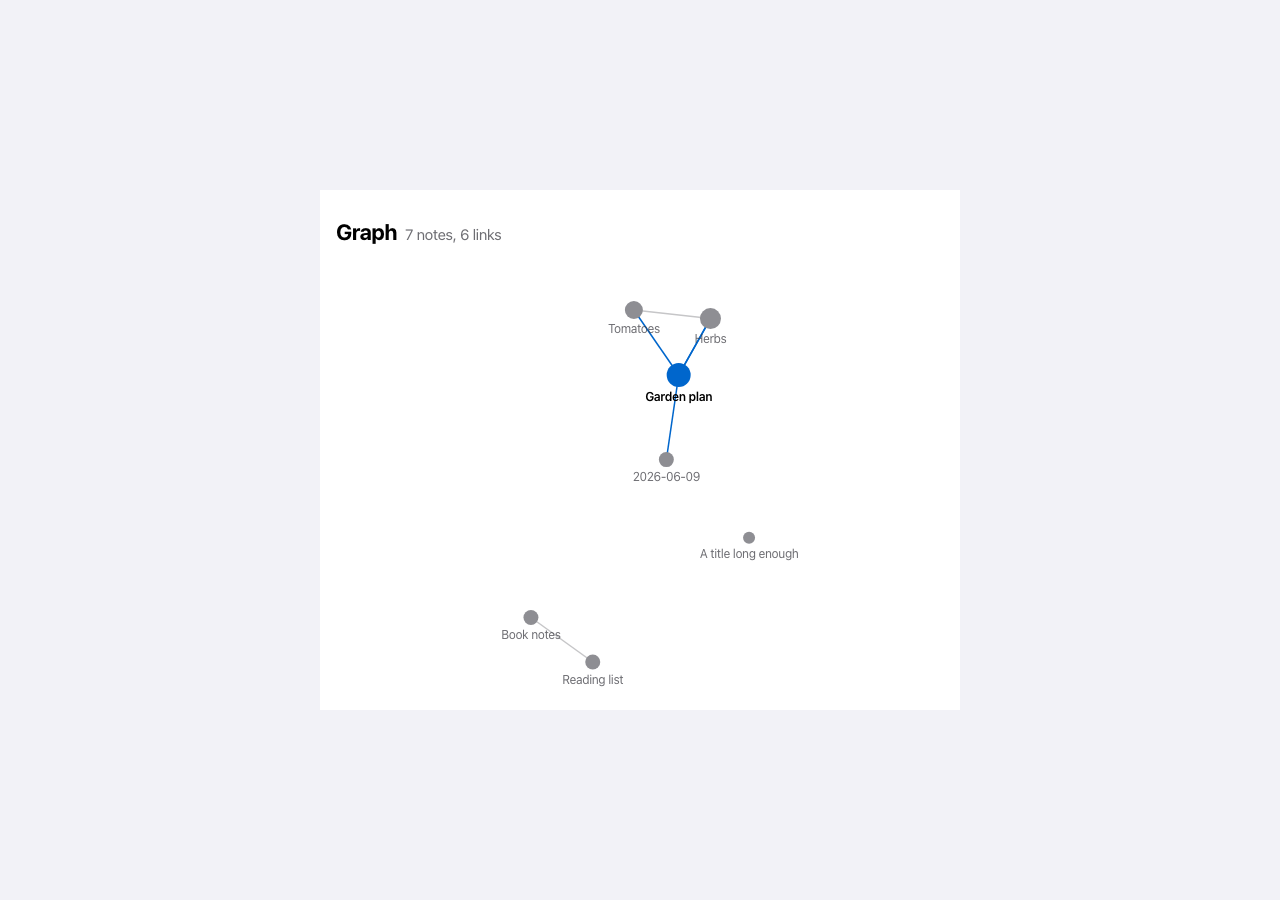 Graph 7 notes, 6 links
Tomatoes
Herbs
Garden plan
2026-06-09
A title long enough
Book notes
Reading list